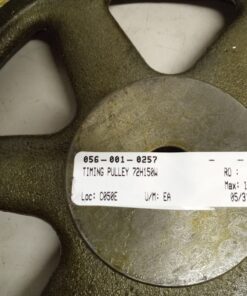 056-001-0257 - -
TIMING PULLEY 72H150W RO :
Max: 1
Loc: C050E U/M: EA 05/3